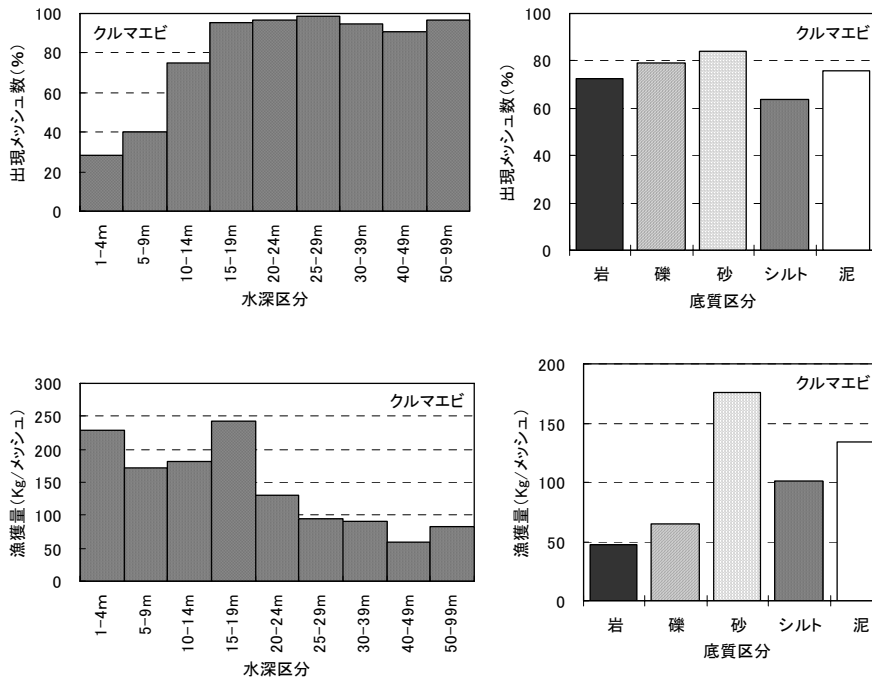 クルマエビ
出現メッシュ数(%)
100
80
60
40
20
0
1-4m
5-9m
10-14m
15-19m
20-24m
25-29m
30-39m
40-49m
50-99m
水深区分
クルマエビ
出現メッシュ数(%)
100
80
60
40
20
0
岩 礫 砂 シルト 泥
底質区分
クルマエビ
漁獲量(Kg/メッシュ)
300
250
200
150
100
50
0
1-4m
5-9m
10-14m
15-19m
20-24m
25-29m
30-39m
40-49m
50-99m
水深区分
クルマエビ
漁獲量(Kg/メッシュ)
200
150
100
50
0
岩 礫 砂 シルト 泥
底質区分